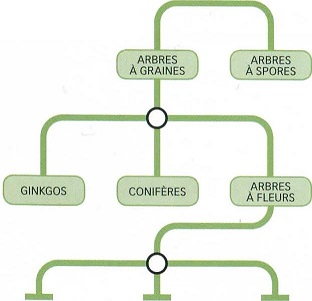 ARBRES
À GRAINES
ARBRES
À SPORES
GINKGOS
CONIFÈRES
ARBRES
À FLEURS